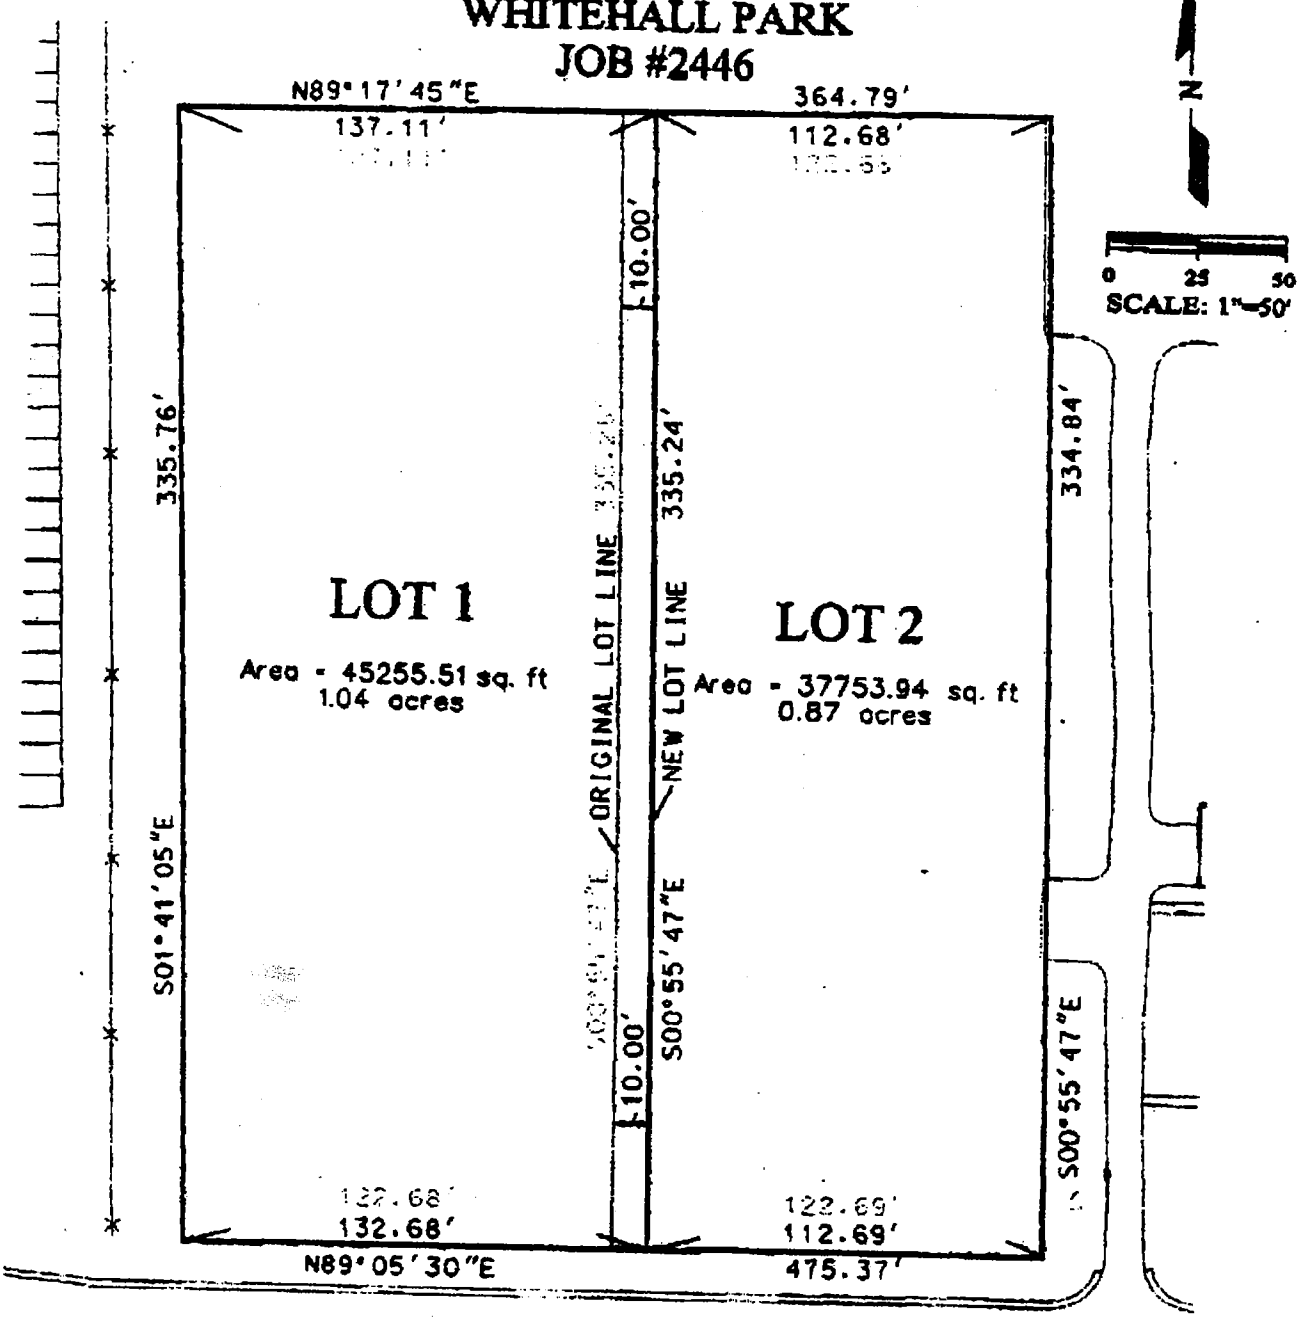 WHITEHALL PARK
JOB #2446
N89°17'45"E
364.79'
137.11'
112.68'
122.68'
N
0 25 50
SCALE: 1"=50'
10.00'
335.76'
335.24'
334.84'
LOT 1
Area = 45255.51 sq. ft
1.04 acres
ORIGINAL LOT LINE
NEW LOT LINE
LOT 2
Area = 37753.94 sq. ft
0.87 acres
S01°41'05"E
S00°55'47"E
S00°55'47"E
10.00'
122.68'
132.68'
N89°05'30"E
122.69'
112.69'
475.37'